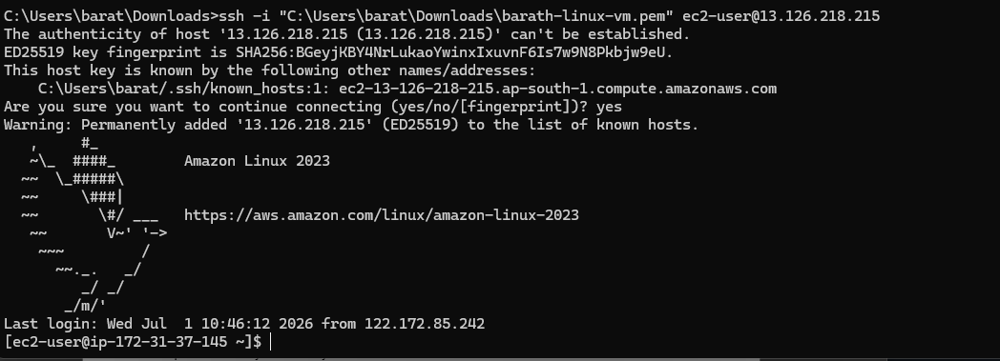 C:\Users\barat\Downloads>ssh -i "C:\Users\barat\Downloads\barath-linux-vm.pem" ec2-user@13.126.218.215
The authenticity of host '13.126.218.215 (13.126.218.215)' can't be established.
ED25519 key fingerprint is SHA256:BGeyjKBY4NrLukaoYwinxIxuvnF6Is7w9N8Pkbjw9eU.
This host key is known by the following other names/addresses:
    C:\Users\barat/.ssh/known_hosts:1: ec2-13-126-218-215.ap-south-1.compute.amazonaws.com
Are you sure you want to continue connecting (yes/no/[fingerprint])? yes
Warning: Permanently added '13.126.218.215' (ED25519) to the list of known hosts.
   ,     #_
   ~\_  ####_        Amazon Linux 2023
  ~~  \_#####\
  ~~     \###|
  ~~       \#/ ___   https://aws.amazon.com/linux/amazon-linux-2023
   ~~       V~' '->
    ~~~         /
      ~~._.   _/
         _/ _/
       _/m/'
Last login: Wed Jul  1 10:46:12 2026 from 122.172.85.242
[ec2-user@ip-172-31-37-145 ~]$